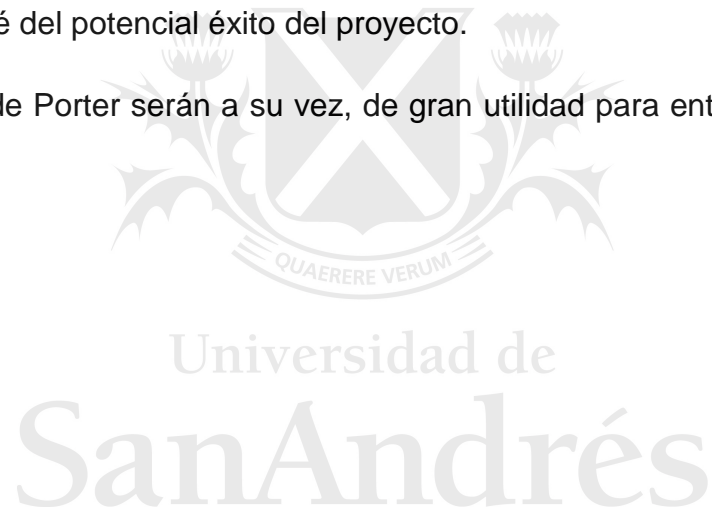 é del potencial éxito del proyecto.
de Porter serán a su vez, de gran utilidad para ent
QUAERERE VERUM
Universidad de
SanAndrés